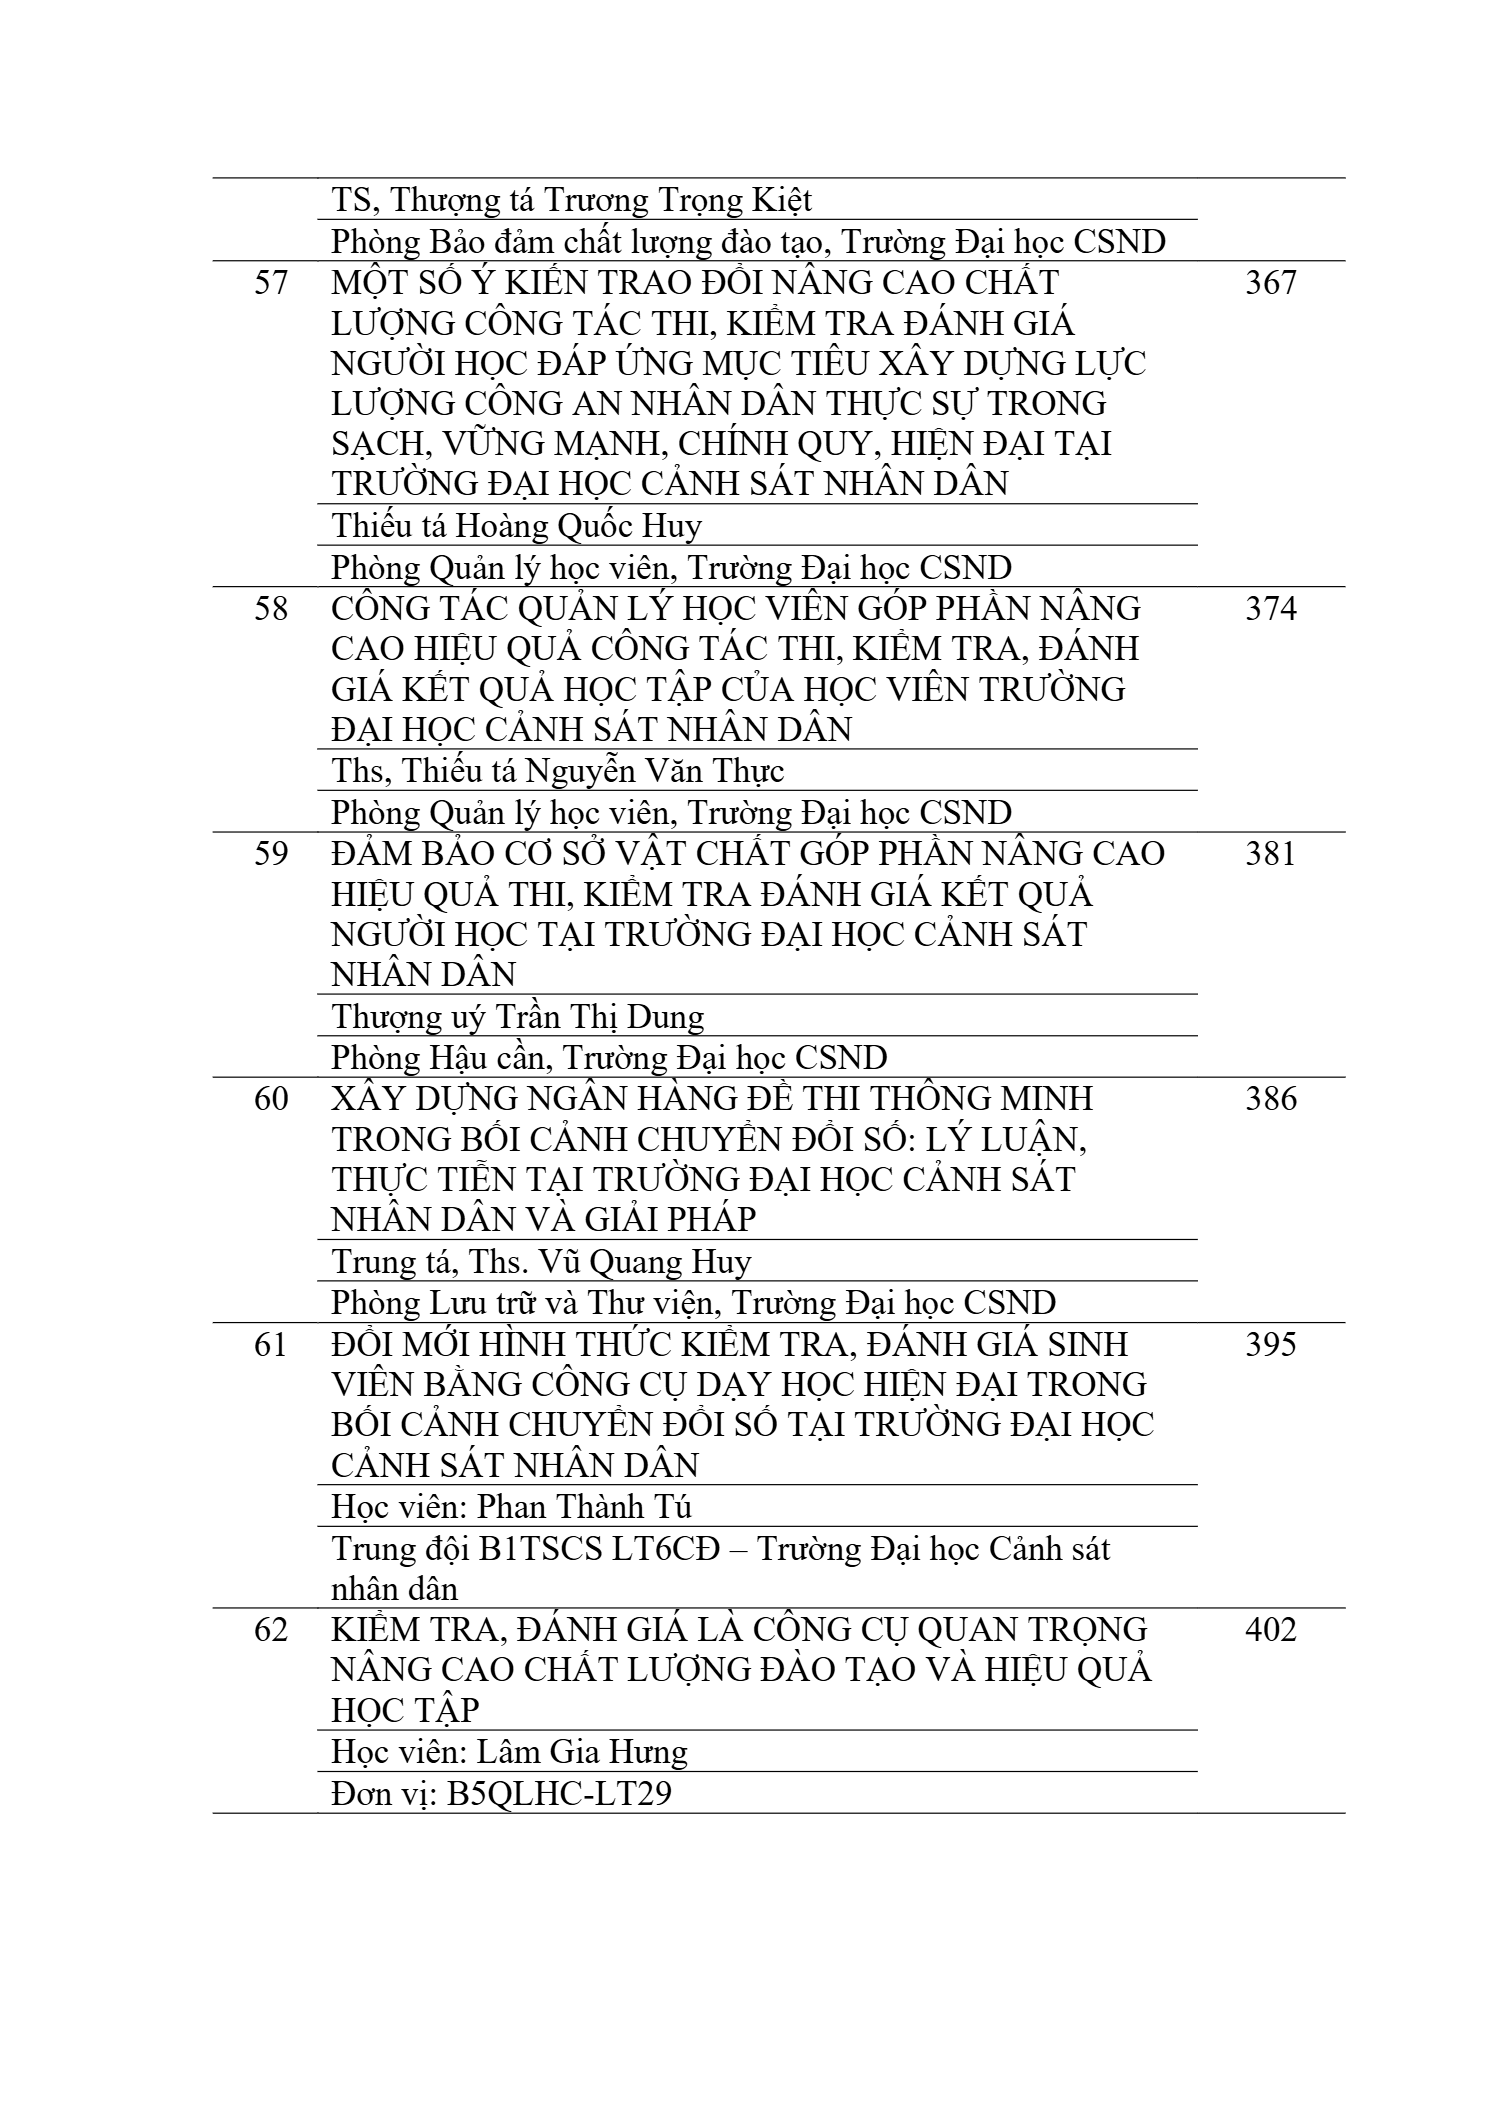 TS, Thượng tá Trương Trọng Kiệt
Phòng Bảo đảm chất lượng đào tạo, Trường Đại học CSND
57 MỘT SỐ Ý KIẾN TRAO ĐỔI NÂNG CAO CHẤT 367
LƯỢNG CÔNG TÁC THI, KIỂM TRA ĐÁNH GIÁ
NGƯỜI HỌC ĐÁP ỨNG MỤC TIÊU XÂY DỰNG LỰC
LƯỢNG CÔNG AN NHÂN DÂN THỰC SỰ TRONG
SẠCH, VỮNG MẠNH, CHÍNH QUY, HIỆN ĐẠI TẠI
TRƯỜNG ĐẠI HỌC CẢNH SÁT NHÂN DÂN
Thiếu tá Hoàng Quốc Huy
Phòng Quản lý học viên, Trường Đại học CSND
58 CÔNG TÁC QUẢN LÝ HỌC VIÊN GÓP PHẦN NÂNG 374
CAO HIỆU QUẢ CÔNG TÁC THI, KIỂM TRA, ĐÁNH
GIÁ KẾT QUẢ HỌC TẬP CỦA HỌC VIÊN TRƯỜNG
ĐẠI HỌC CẢNH SÁT NHÂN DÂN
Ths, Thiếu tá Nguyễn Văn Thực
Phòng Quản lý học viên, Trường Đại học CSND
59 ĐẢM BẢO CƠ SỞ VẬT CHẤT GÓP PHẦN NÂNG CAO 381
HIỆU QUẢ THI, KIỂM TRA ĐÁNH GIÁ KẾT QUẢ
NGƯỜI HỌC TẠI TRƯỜNG ĐẠI HỌC CẢNH SÁT
NHÂN DÂN
Thượng uý Trần Thị Dung
Phòng Hậu cần, Trường Đại học CSND
60 XÂY DỰNG NGÂN HÀNG ĐỀ THI THÔNG MINH 386
TRONG BỐI CẢNH CHUYỂN ĐỔI SỐ: LÝ LUẬN,
THỰC TIỄN TẠI TRƯỜNG ĐẠI HỌC CẢNH SÁT
NHÂN DÂN VÀ GIẢI PHÁP
Trung tá, Ths. Vũ Quang Huy
Phòng Lưu trữ và Thư viện, Trường Đại học CSND
61 ĐỔI MỚI HÌNH THỨC KIỂM TRA, ĐÁNH GIÁ SINH 395
VIÊN BẰNG CÔNG CỤ DẠY HỌC HIỆN ĐẠI TRONG
BỐI CẢNH CHUYỂN ĐỔI SỐ TẠI TRƯỜNG ĐẠI HỌC
CẢNH SÁT NHÂN DÂN
Học viên: Phan Thành Tú
Trung đội B1TSCS LT6CĐ – Trường Đại học Cảnh sát
nhân dân
62 KIỂM TRA, ĐÁNH GIÁ LÀ CÔNG CỤ QUAN TRỌNG 402
NÂNG CAO CHẤT LƯỢNG ĐÀO TẠO VÀ HIỆU QUẢ
HỌC TẬP
Học viên: Lâm Gia Hưng
Đơn vị: B5QLHC-LT29